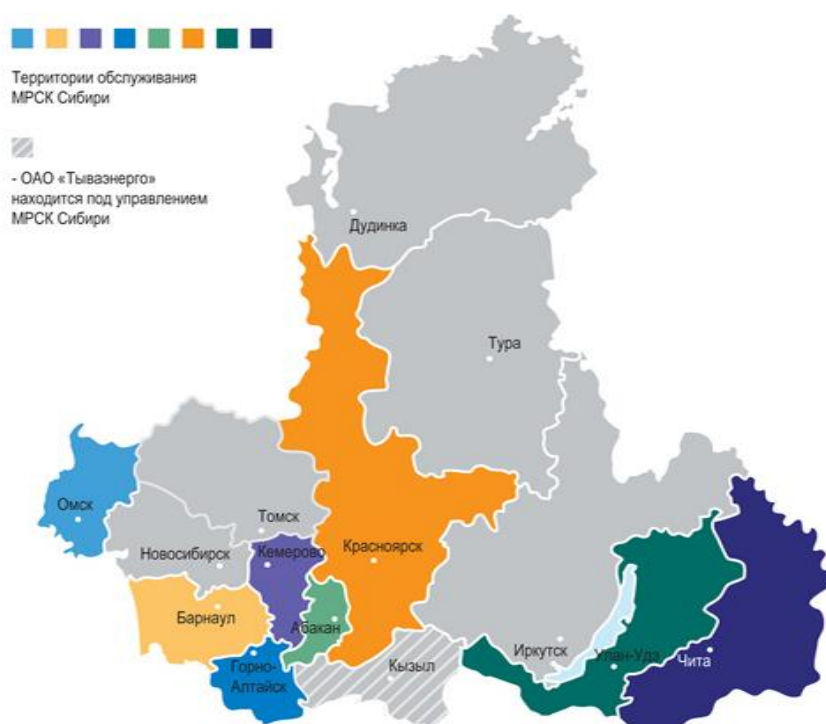 Территории обслуживания
МРСК Сибири
- ОАО «Тываэнерго»
находится под управлением
МРСК Сибири
Дудинка
Тура
Омск
Томск
Новосибирск
Кемерово
Красноярск
Барнаул
Абакан
Горно-
Алтайск
Кызыл
Иркутск
Улан-Удэ
Чита